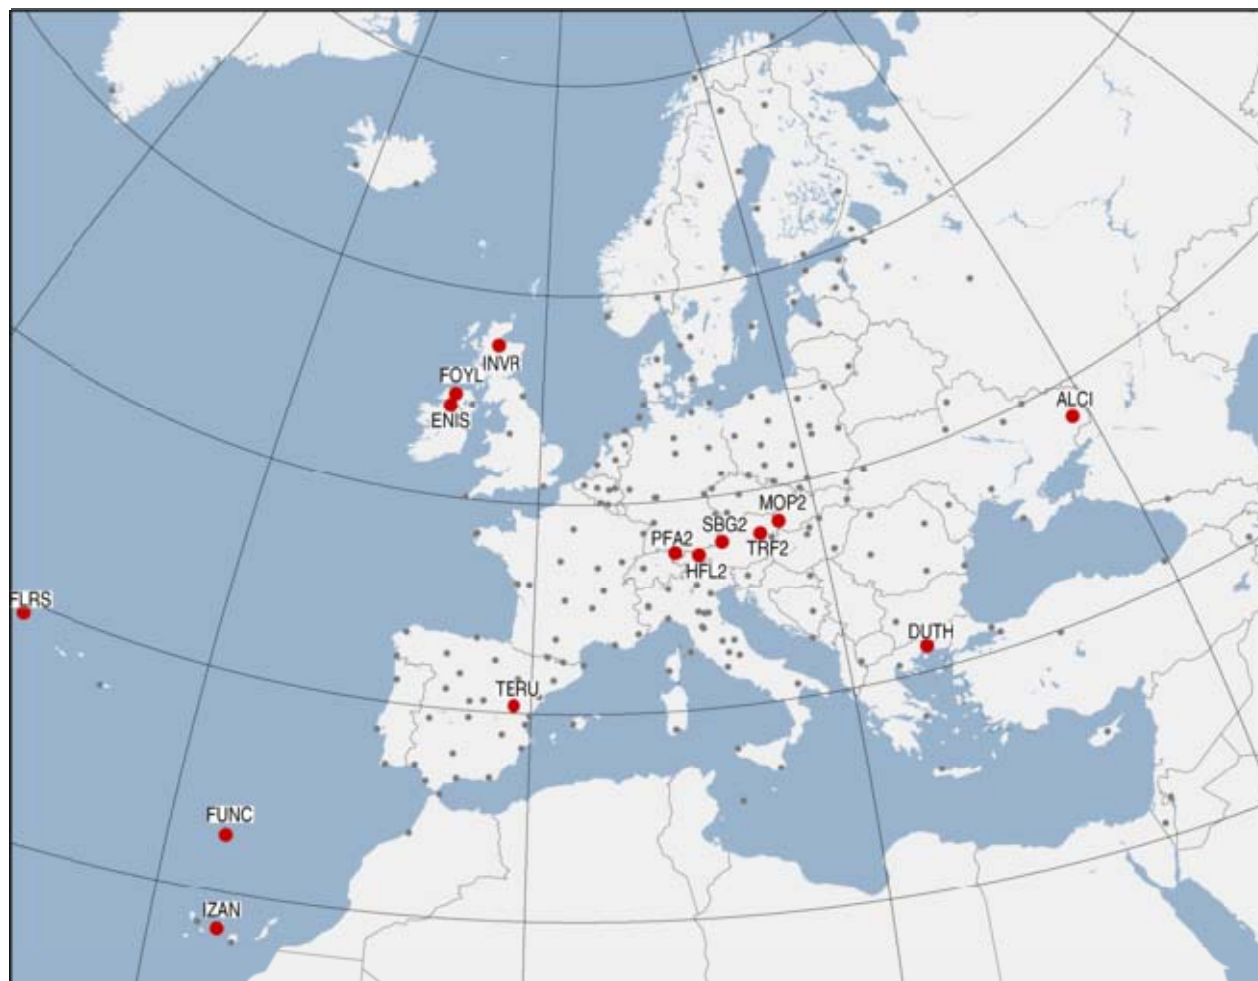 INVR
FOYL
ENIS
ALCI
MOP2
SBG2
PFA2
TRF2
HFL2
FLRS
DUTH
TERU
FUNC
IZAN